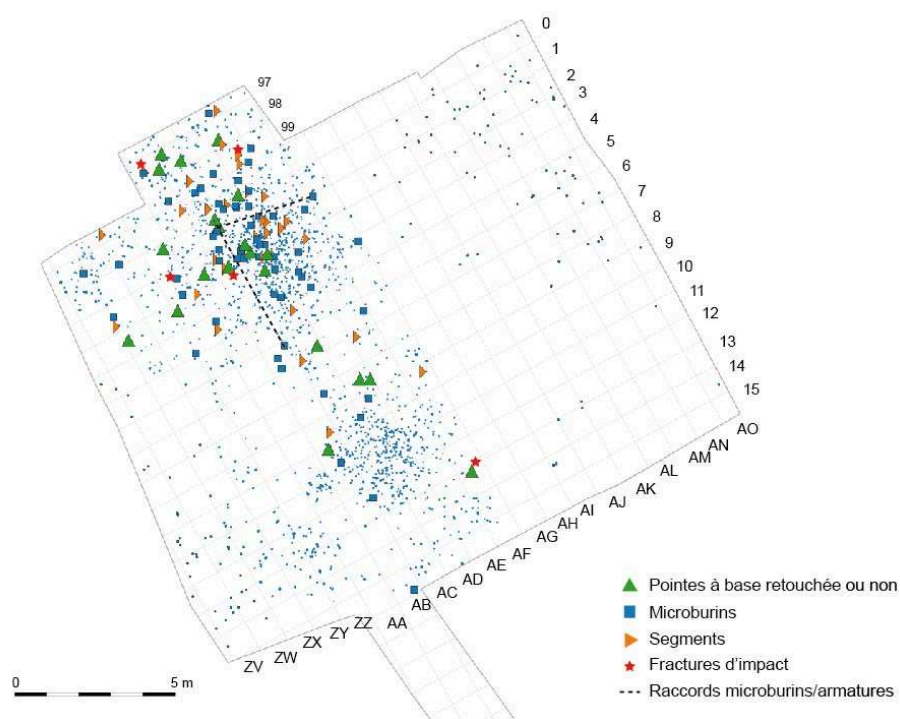 97
98
99
0
1
2
3
4
5
6
7
8
9
10
11
12
13
14
15
AO
AN
AM
AL
AK
AJ
AI
AH
AG
AF
AE
AD
AC
AB
AA
ZZ
ZY
ZX
ZW
ZV
Pointes à base retouchée ou non
Microburins
Segments
Fractures d'impact
Raccords microburins/armatures
0 5 m